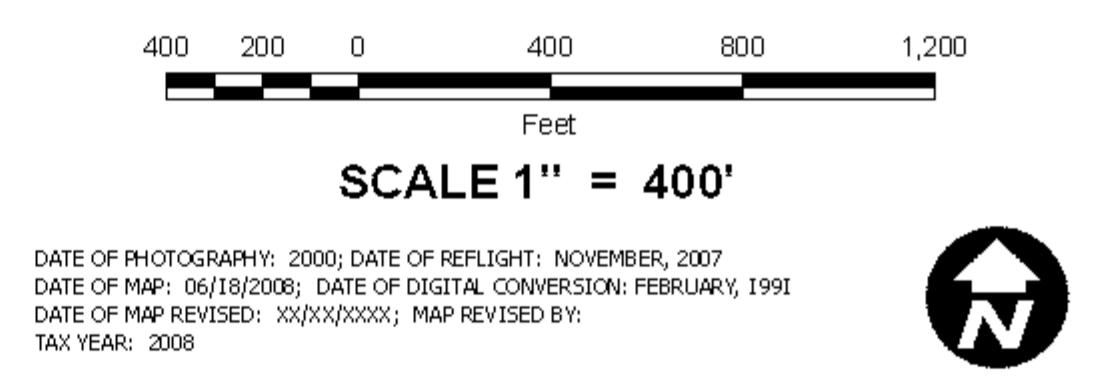 400 200 0 400 800 1,200
Feet
SCALE 1" = 400'
DATE OF PHOTOGRAPHY: 2000; DATE OF REFLIGHT: NOVEMBER, 2007
DATE OF MAP: 06/18/2008; DATE OF DIGITAL CONVERSION: FEBRUARY, 1991
DATE OF MAP REVISED: XX/XX/XXXX; MAP REVISED BY:
TAX YEAR: 2008
N